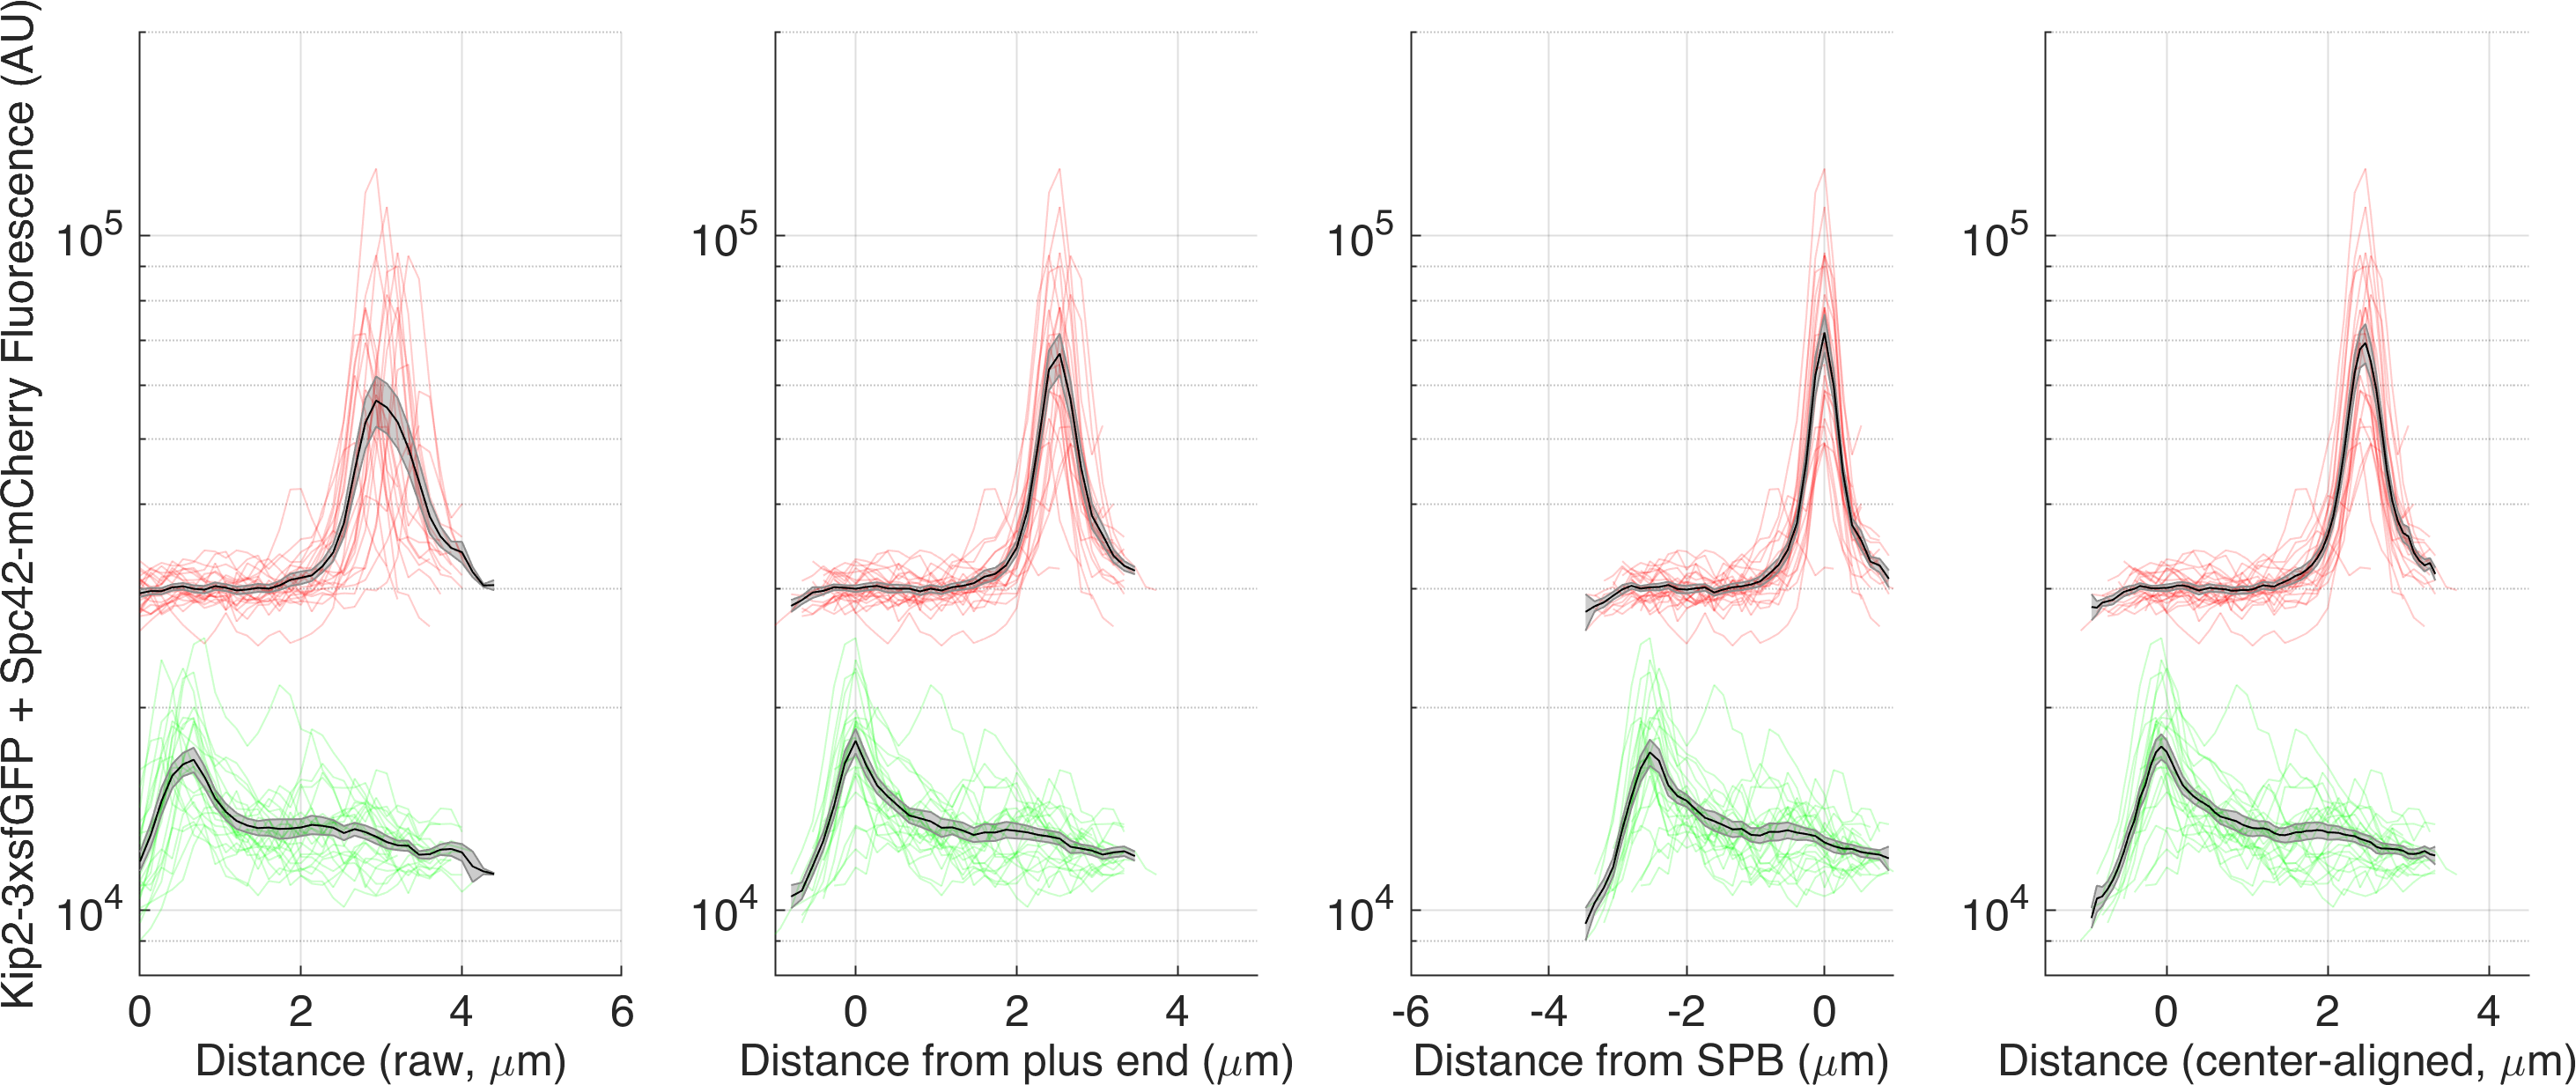 Kip2-3xsfGFP + Spc42-mCherry Fluorescence (AU)
10^5
10^4
0 2 4 6
Distance (raw, μm)
10^5
10^4
0 2 4
Distance from plus end (μm)
10^5
10^4
-6 -4 -2 0
Distance from SPB (μm)
10^5
10^4
0 2 4
Distance (center-aligned, μm)